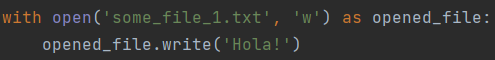 with open('some_file_1.txt', 'w') as opened_file:
    opened_file.write('Hola!')